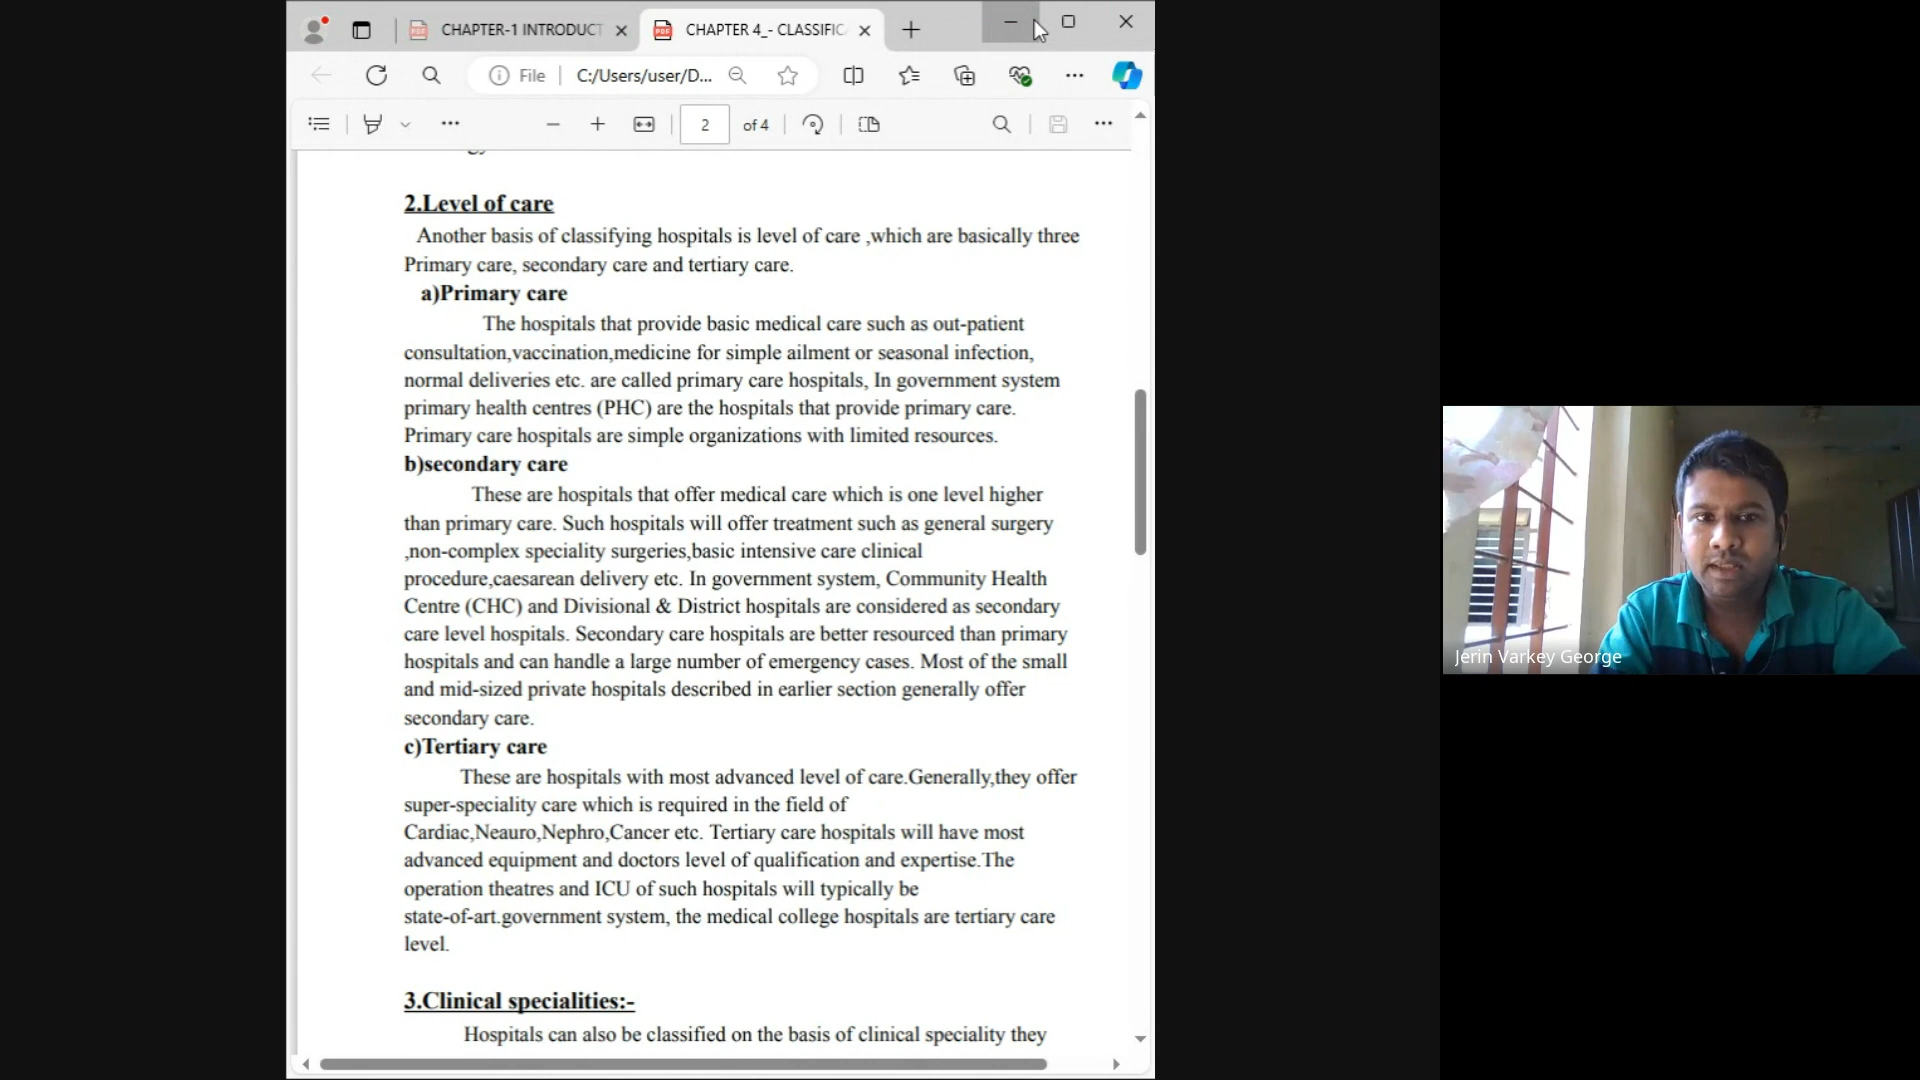 CHAPTER-1 INTRODUCT
CHAPTER 4_- CLASSIFIC
File
C:/Users/user/D...
2 of 4
2.Level of care
Another basis of classifying hospitals is level of care ,which are basically three
Primary care, secondary care and tertiary care.
a)Primary care
The hospitals that provide basic medical care such as out-patient
consultation,vaccination,medicine for simple ailment or seasonal infection,
normal deliveries etc. are called primary care hospitals, In government system
primary health centres (PHC) are the hospitals that provide primary care.
Primary care hospitals are simple organizations with limited resources.
b)secondary care
These are hospitals that offer medical care which is one level higher
than primary care. Such hospitals will offer treatment such as general surgery
,non-complex speciality surgeries,basic intensive care clinical
procedure,caesarean delivery etc. In government system, Community Health
Centre (CHC) and Divisional & District hospitals are considered as secondary
care level hospitals. Secondary care hospitals are better resourced than primary
hospitals and can handle a large number of emergency cases. Most of the small
and mid-sized private hospitals described in earlier section generally offer
secondary care.
c)Tertiary care
These are hospitals with most advanced level of care.Generally,they offer
super-speciality care which is required in the field of
Cardiac,Neauro,Nephro,Cancer etc. Tertiary care hospitals will have most
advanced equipment and doctors level of qualification and expertise.The
operation theatres and ICU of such hospitals will typically be
state-of-art.government system, the medical college hospitals are tertiary care
level.
3.Clinical specialities:-
Hospitals can also be classified on the basis of clinical speciality they
Jerin Varkey George